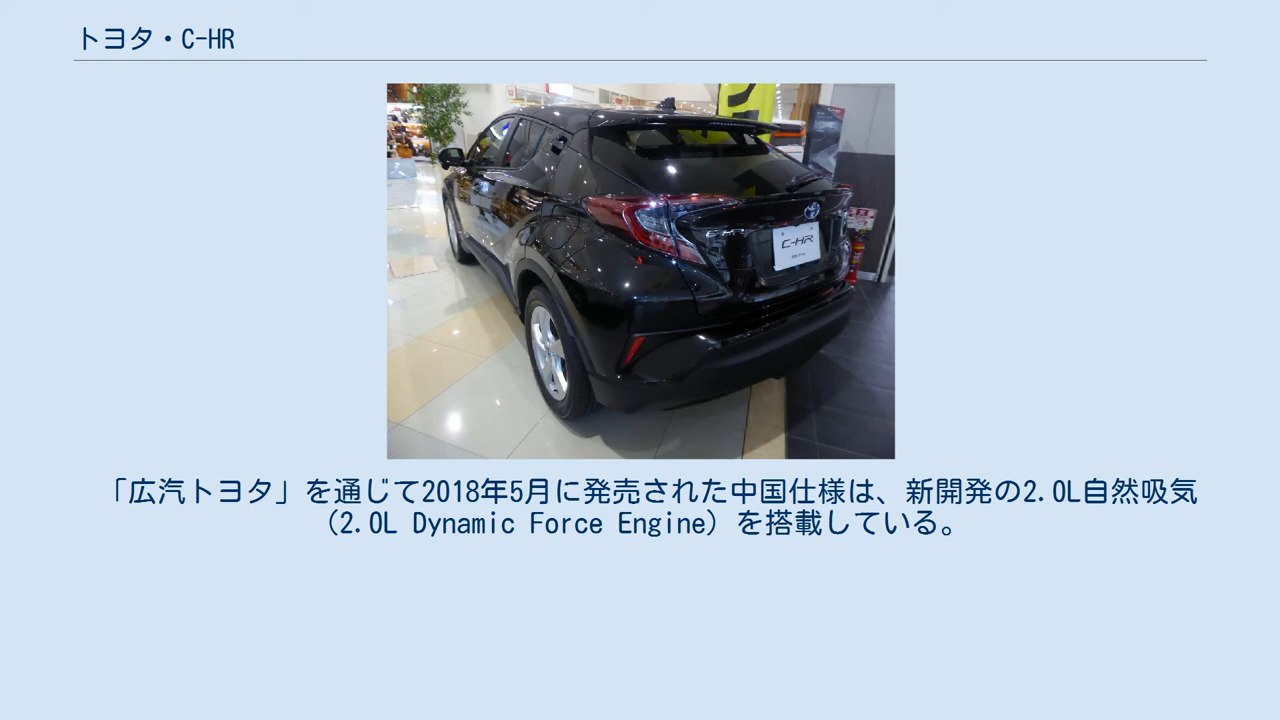 トヨタ・C-HR
C-HR
「広汽トヨタ」を通じて2018年5月に発売された中国仕様は、新開発の2.0L自然吸気
（2.0L Dynamic Force Engine）を搭載している。